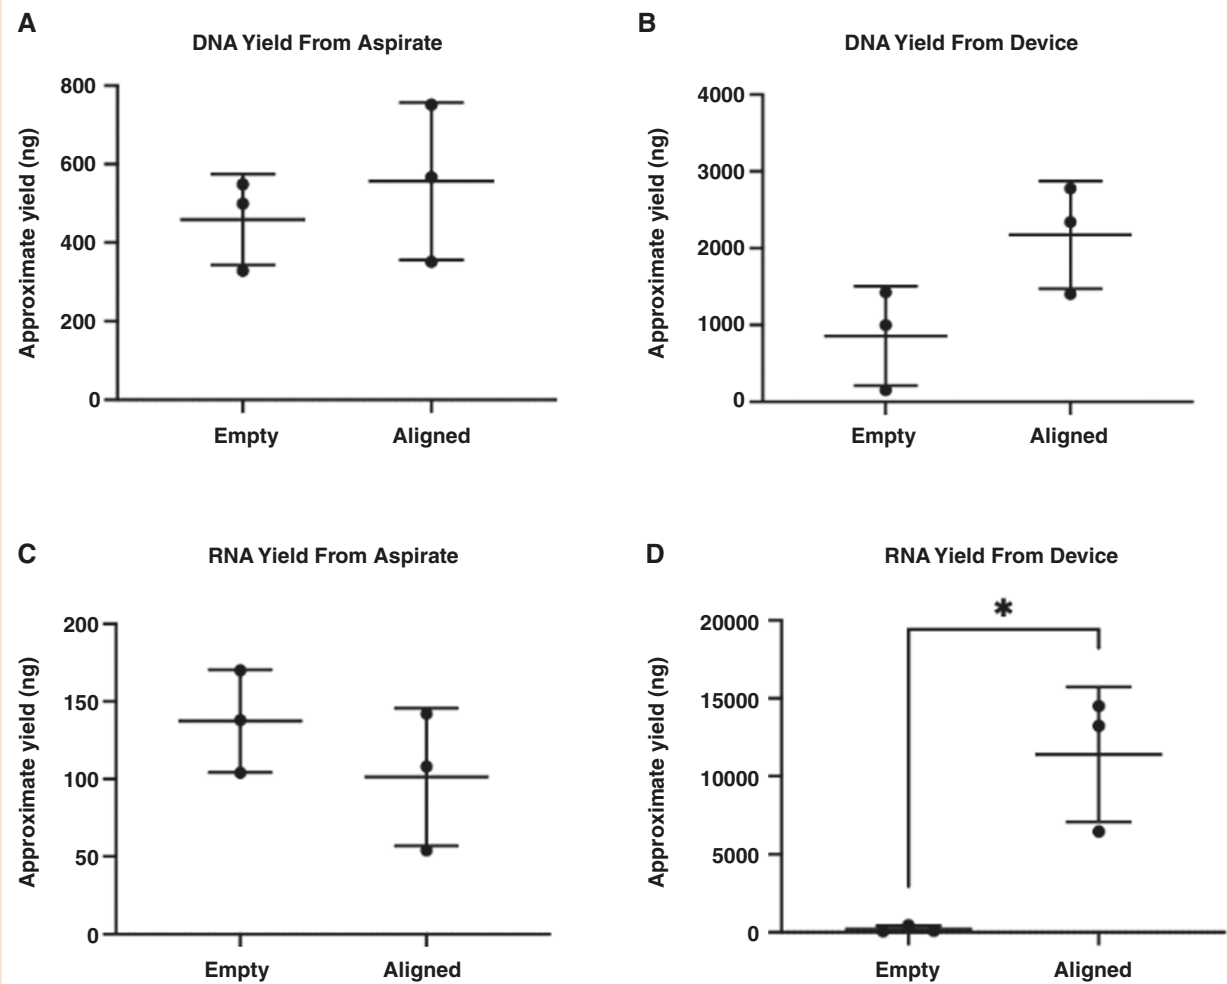 A
DNA Yield From Aspirate
Approximate yield (ng)
800
600
400
200
0
Empty
Aligned
B
DNA Yield From Device
Approximate yield (ng)
4000
3000
2000
1000
0
Empty
Aligned
C
RNA Yield From Aspirate
Approximate yield (ng)
200
150
100
50
0
Empty
Aligned
D
RNA Yield From Device
Approximate yield (ng)
20000
15000
10000
5000
0
*
Empty
Aligned